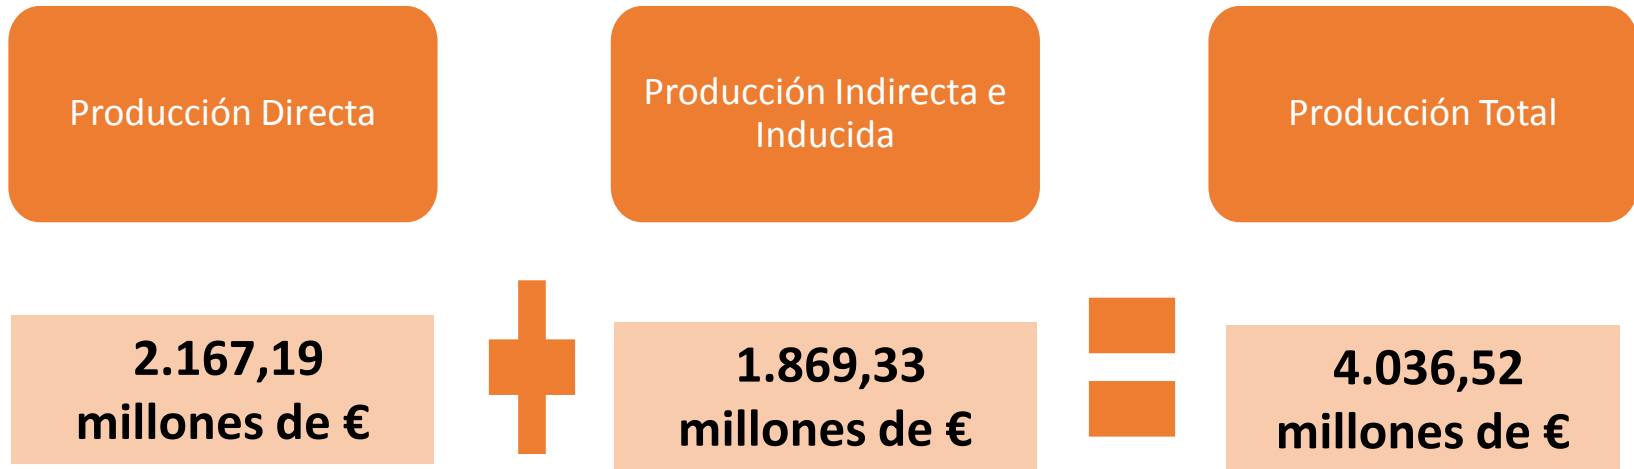 Producción Directa
Producción Indirecta e
Inducida
Producción Total
2.167,19
millones de €
1.869,33
millones de €
4.036,52
millones de €